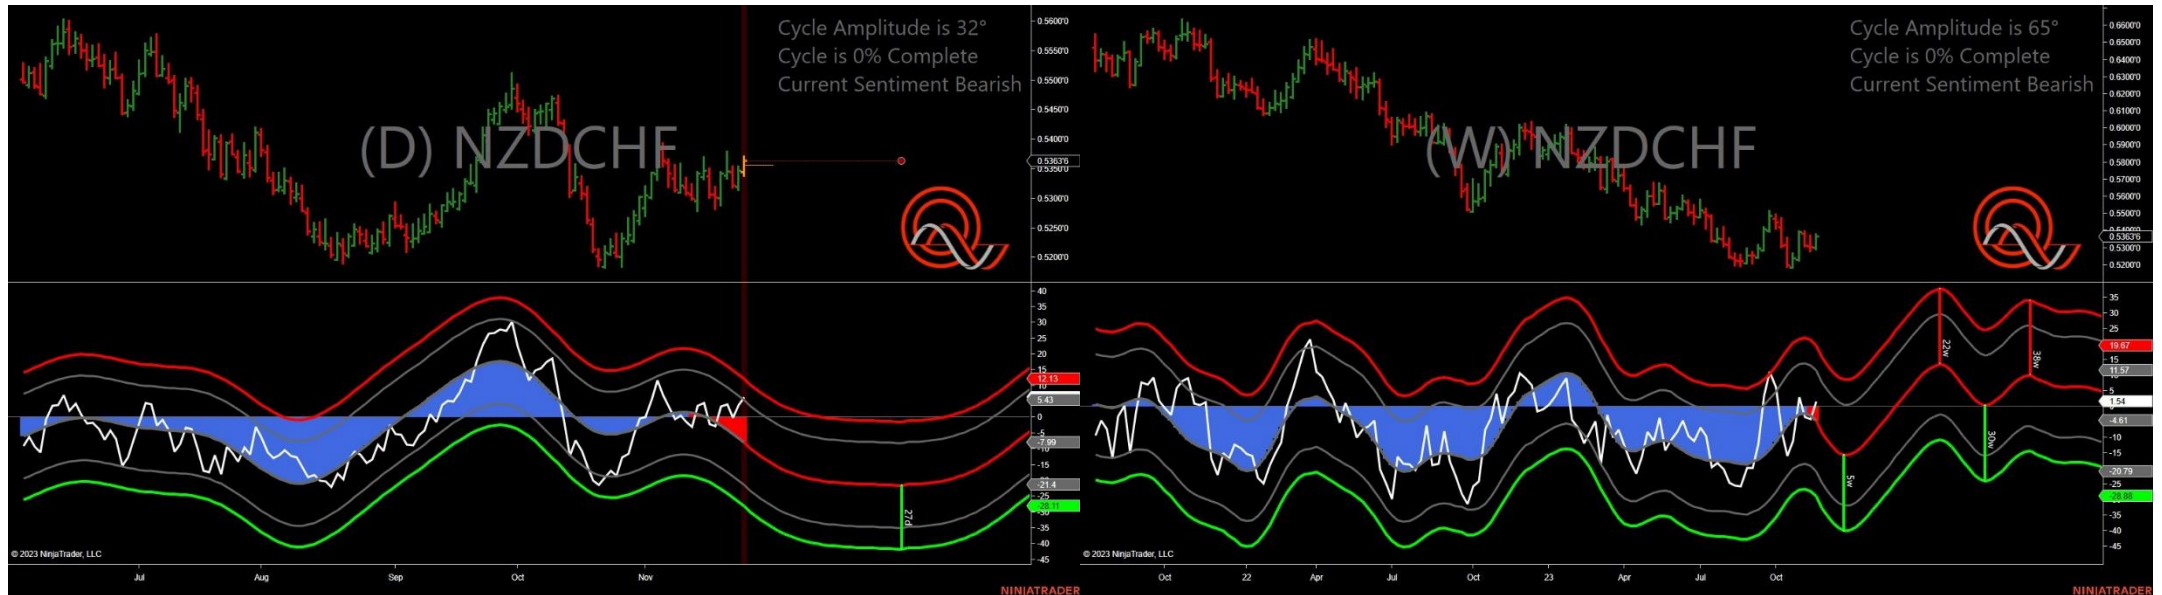 Cycle Amplitude is 32°
Cycle is 0% Complete
Current Sentiment Bearish
(D) NZDCHF
0.5600'0
0.5550'0
0.5500'0
0.5450'0
0.5400'0
0.5363'6
0.5350'0
0.5300'0
0.5250'0
0.5200'0
40
35
30
25
20
15
12.13
5.43
0
-5
-7.99
-15
-21.4
-25
-28.11
-35
-40
-45
27d
© 2023 NinjaTrader, LLC
Jul
Aug
Sep
Oct
Nov
NINJATRADER
Cycle Amplitude is 65°
Cycle is 0% Complete
Current Sentiment Bearish
(W) NZDCHF
0.6600'0
0.6500'0
0.6400'0
0.6300'0
0.6200'0
0.6100'0
0.6000'0
0.5900'0
0.5800'0
0.5700'0
0.5600'0
0.5500'0
0.5363'6
0.5300'0
0.5200'0
35
30
25
19.67
15
11.57
5
1.54
-4.61
-10
-15
-20.79
-25
-28.88
-35
-40
-45
5w
22w
30w
38w
© 2023 NinjaTrader, LLC
Oct
22
Apr
Jul
Oct
23
Apr
Jul
Oct
NINJATRADER